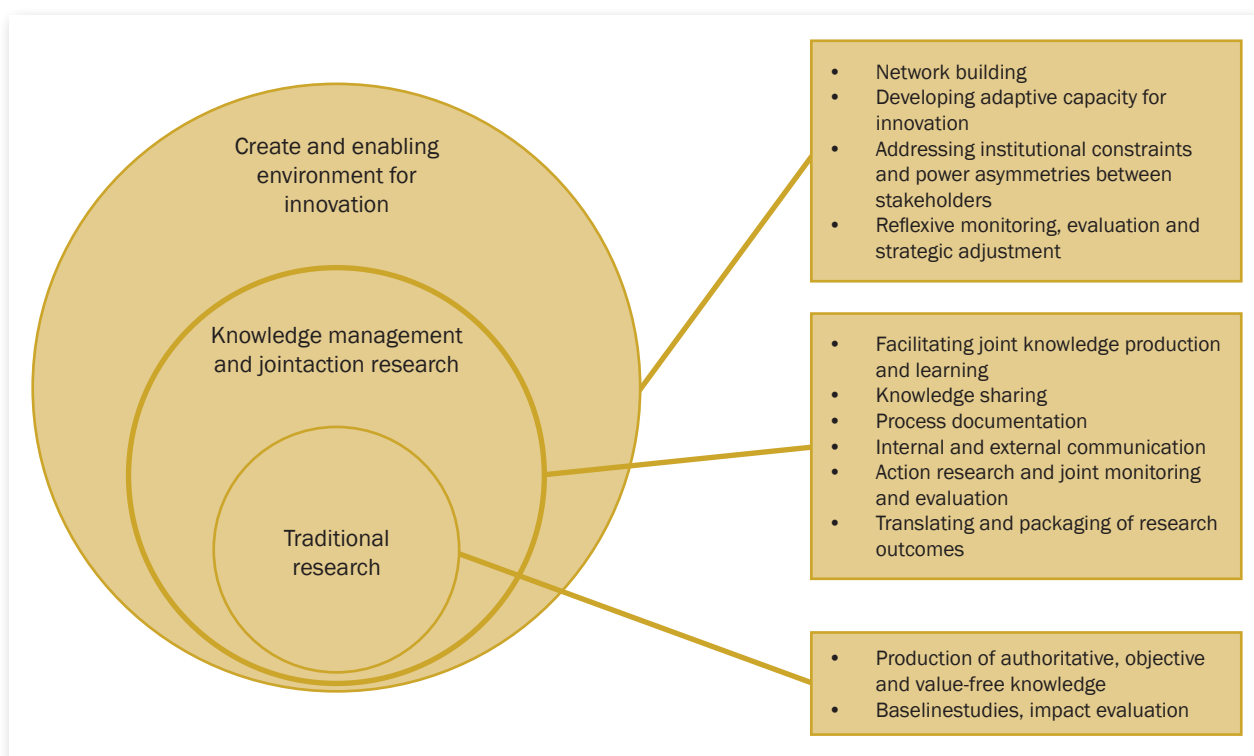 Create and enabling
environment for
innovation
Knowledge management
and jointaction research
Traditional
research
• Network building
• Developing adaptive capacity for
innovation
• Addressing institutional constraints
and power asymmetries between
stakeholders
• Reflexive monitoring, evaluation and
strategic adjustment
• Facilitating joint knowledge production
and learning
• Knowledge sharing
• Process documentation
• Internal and external communication
• Action research and joint monitoring
and evaluation
• Translating and packaging of research
outcomes
• Production of authoritative, objective
and value-free knowledge
• Baselinestudies, impact evaluation